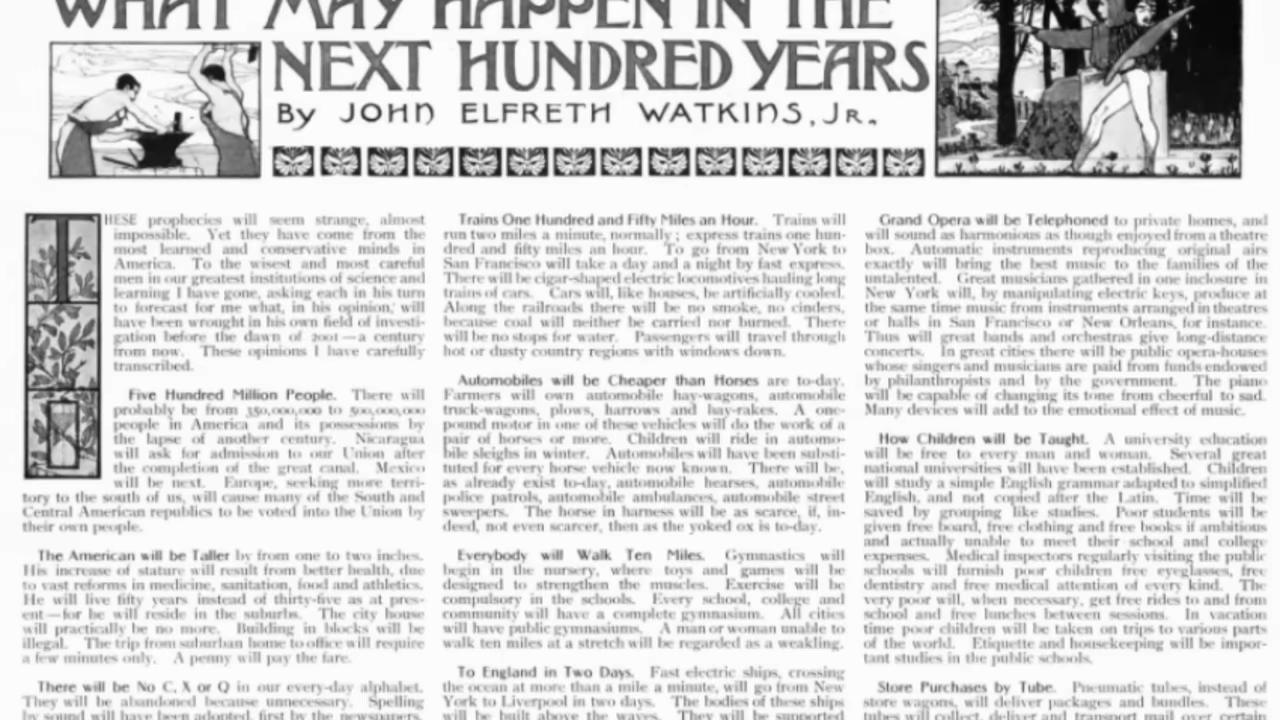 WHAT MAY HAPPEN IN THE
NEXT HUNDRED YEARS
By JOHN ELFRETH WATKINS, JR.
THESE prophecies will seem strange, almost
impossible. Yet they have come from the
most learned and conservative minds in
America. To the wisest and most careful
men in our greatest institutions of science and
learning I have gone, asking each in his turn
to forecast for me what, in his opinion, will
have been wrought in his own field of investi-
gation before the dawn of 2001—a century
from now. These opinions I have carefully
transcribed.
Five Hundred Million People. There will
probably be from 350,000,000 to 500,000,000
people in America and its possessions by
the lapse of another century. Nicaragua
will ask for admission to our Union after
the completion of the great canal. Mexico
will be next. Europe, seeking more terri-
tory to the south of us, will cause many of the South and
Central American republics to be voted into the Union by
their own people.
The American will be Taller by from one to two inches.
His increase of stature will result from better health, due
to vast reforms in medicine, sanitation, food and athletics.
He will live fifty years instead of thirty-five as at pres-
ent—for he will reside in the suburbs. The city house
will practically be no more. Building in blocks will be
illegal. The trip from suburban home to office will require
a few minutes only. A penny will pay the fare.
There will be No C, X or Q in our every-day alphabet.
They will be abandoned because unnecessary. Spelling
by sound will have been adopted, first by the newspapers.
Trains One Hundred and Fifty Miles an Hour. Trains will
run two miles a minute, normally; express trains one hun-
dred and fifty miles an hour. To go from New York to
San Francisco will take a day and a night by fast express.
There will be cigar-shaped electric locomotives hauling long
trains of cars. Cars will, like houses, be artificially cooled.
Along the railroads there will be no smoke, no cinders,
because coal will neither be carried nor burned. There
will be no stops for water. Passengers will travel through
hot or dusty country regions with windows down.
Automobiles will be Cheaper than Horses are to-day.
Farmers will own automobile hay-wagons, automobile
truck-wagons, plows, harrows and hay-rakes. A one-
pound motor in one of these vehicles will do the work of a
pair of horses or more. Children will ride in automo-
bile sleighs in winter. Automobiles will have been substi-
tuted for every horse vehicle now known. There will be,
as already exist to-day, automobile hearses, automobile
police patrols, automobile ambulances, automobile street
sweepers. The horse in harness will be as scarce, if, in-
deed, not even scarcer, then as the yoked ox is to-day.
Everybody will Walk Ten Miles. Gymnastics will
begin in the nursery, where toys and games will be
designed to strengthen the muscles. Exercise will be
compulsory in the schools. Every school, college and
community will have a complete gymnasium. All cities
will have public gymnasiums. A man or woman unable to
walk ten miles at a stretch will be regarded as a weakling.
To England in Two Days. Fast electric ships, crossing
the ocean at more than a mile a minute, will go from New
York to Liverpool in two days. The bodies of these ships
will be built above the waves. They will be supported
Grand Opera will be Telephoned to private homes, and
will sound as harmonious as though enjoyed from a theatre
box. Automatic instruments reproducing original airs
exactly will bring the best music to the families of the
untalented. Great musicians gathered in one inclosure in
New York will, by manipulating electric keys, produce at
the same time music from instruments arranged in theatres
or halls in San Francisco or New Orleans, for instance.
Thus will great bands and orchestras give long-distance
concerts. In great cities there will be public opera-houses
whose singers and musicians are paid from funds endowed
by philanthropists and by the government. The piano
will be capable of changing its tone from cheerful to sad.
Many devices will add to the emotional effect of music.
How Children will be Taught. A university education
will be free to every man and woman. Several great
national universities will have been established. Children
will study a simple English grammar adapted to simplified
English, and not copied after the Latin. Time will be
saved by grouping like studies. Poor students will be
given free board, free clothing and free books if ambitious
and actually unable to meet their school and college
expenses. Medical inspectors regularly visiting the public
schools will furnish poor children free eyeglasses, free
dentistry and free medical attention of every kind. The
very poor will, when necessary, get free rides to and from
school and free lunches between sessions. In vacation
time poor children will be taken on trips to various parts
of the world. Etiquette and housekeeping will be impor-
tant studies in the public schools.
Store Purchases by Tube. Pneumatic tubes, instead of
store wagons, will deliver packages and bundles. These
tubes will collect, deliver and transport mail over certain